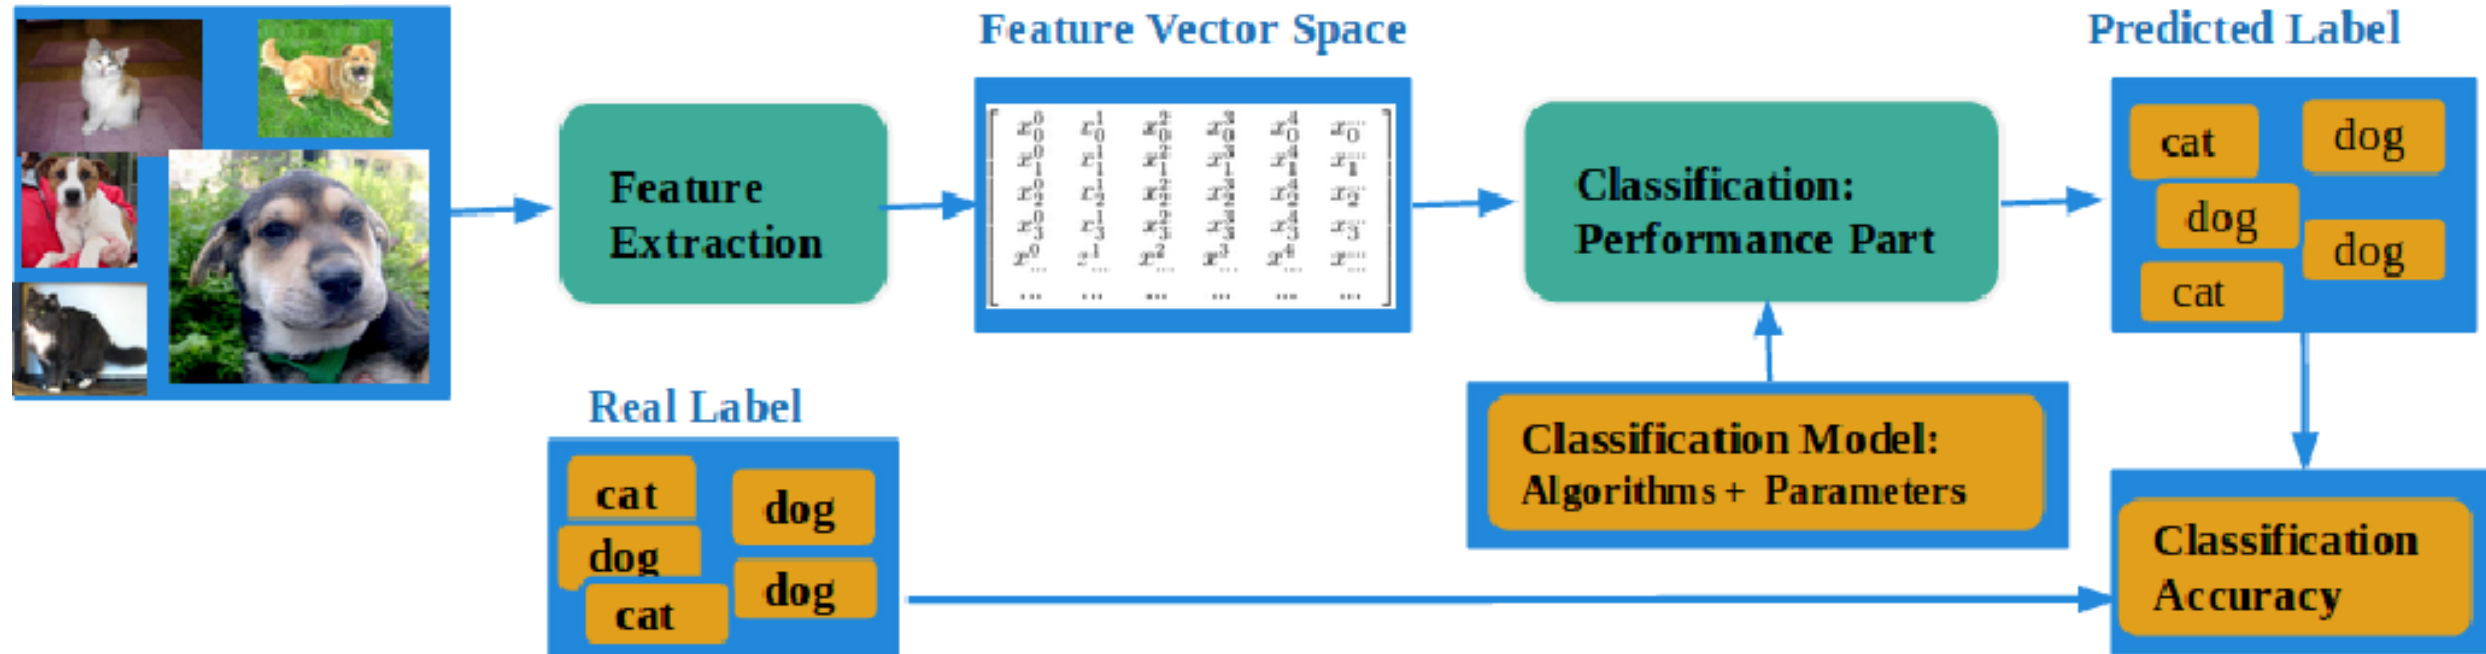 Feature Vector Space
Predicted Label
Feature
Extraction
Classification:
Performance Part
cat
dog
dog
dog
cat
Real Label
cat
dog
dog
dog
cat
Classification Model:
Algorithms + Parameters
Classification
Accuracy